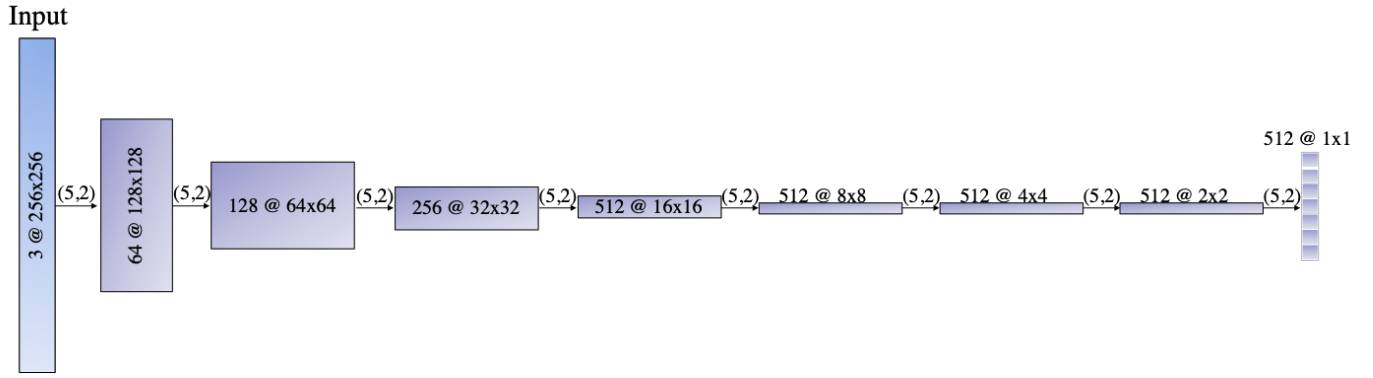 Input
3 @ 256x256
(5,2)
64 @ 128x128
(5,2)
128 @ 64x64
(5,2)
256 @ 32x32
(5,2)
512 @ 16x16
(5,2)
512 @ 8x8
(5,2)
512 @ 4x4
(5,2)
512 @ 2x2
(5,2)
512 @ 1x1